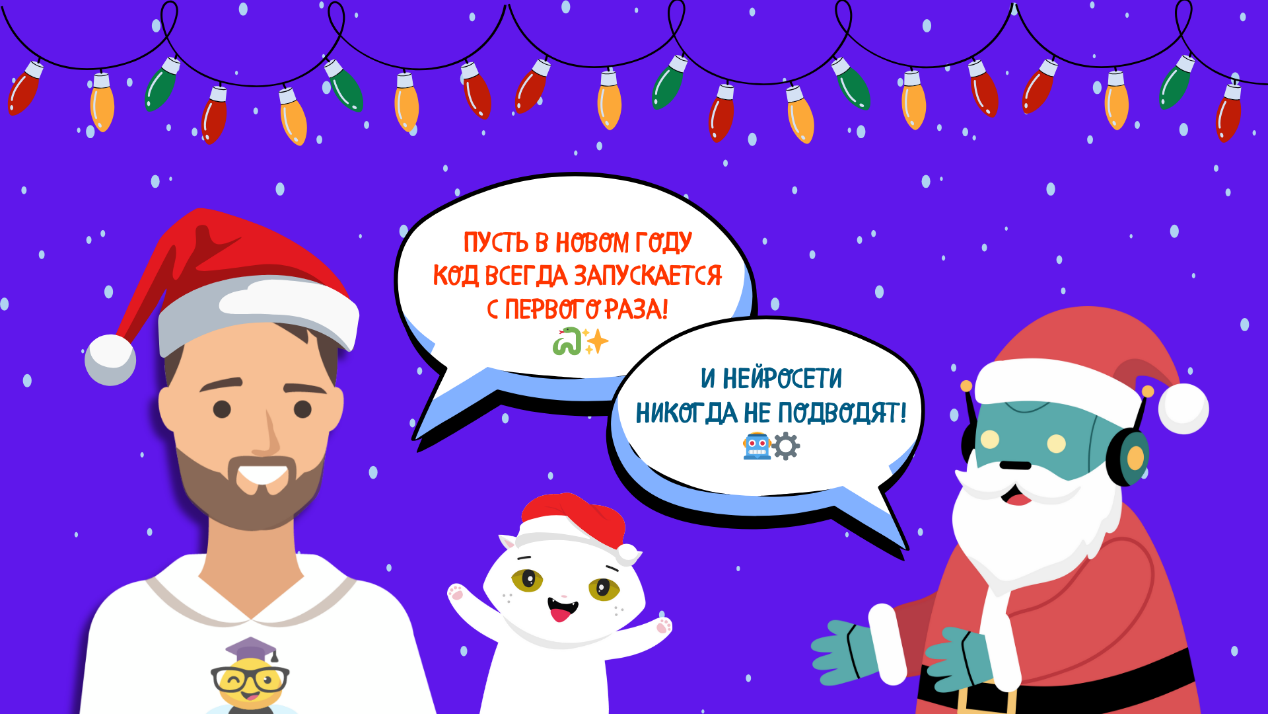 ПУСТЬ В НОВОМ ГОДУ
КОД ВСЕГДА ЗАПУСКАЕТСЯ
С ПЕРВОГО РАЗА!
🐍✨
И НЕЙРОСЕТИ
НИКОГДА НЕ ПОДВОДЯТ!
🤖⚙️